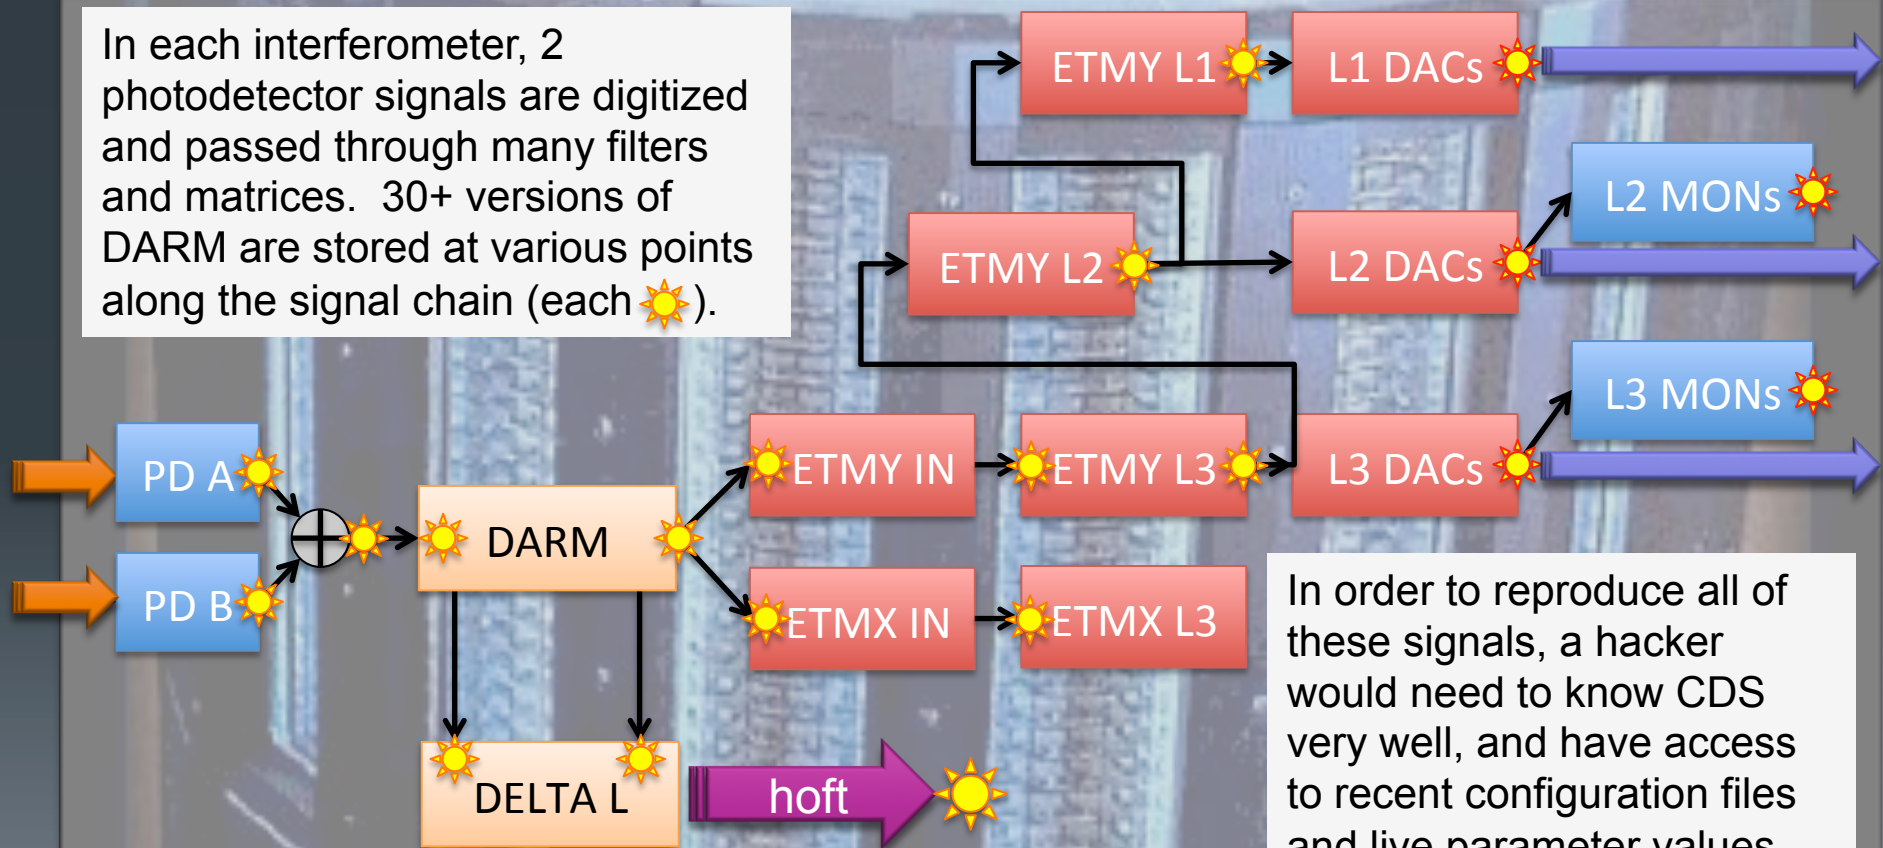 In each interferometer, 2
photodetector signals are digitized
and passed through many filters
and matrices.  30+ versions of
DARM are stored at various points
along the signal chain (each ).
ETMY L1
L1 DACs
L2 MONs
ETMY L2
L2 DACs
L3 MONs
PD A
ETMY IN
ETMY L3
L3 DACs
DARM
PD B
ETMX IN
ETMX L3
DELTA L
hoft
In order to reproduce all of
these signals, a hacker
would need to know CDS
very well, and have access
to recent configuration files
and live parameter values